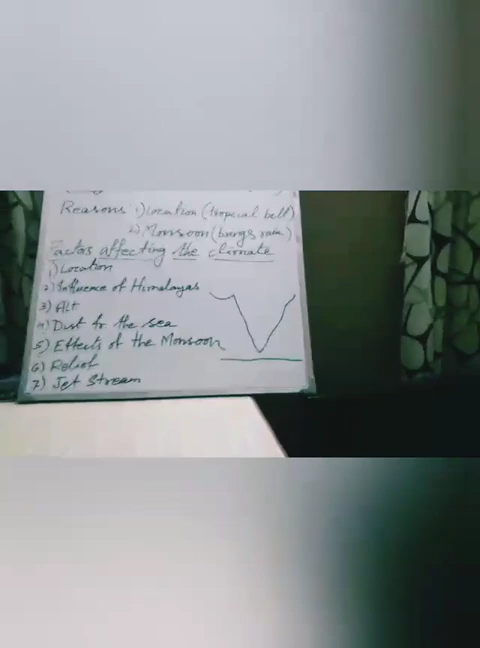 Reasons 1) Location (tropical belt)
2) Monsoon (brings rain)
Factors affecting the climate
1) Location
2) Influence of Himalayas
3) Alt
4) Dist fr the sea
5) Effects of the Monsoon
6) Relief
7) Jet Stream